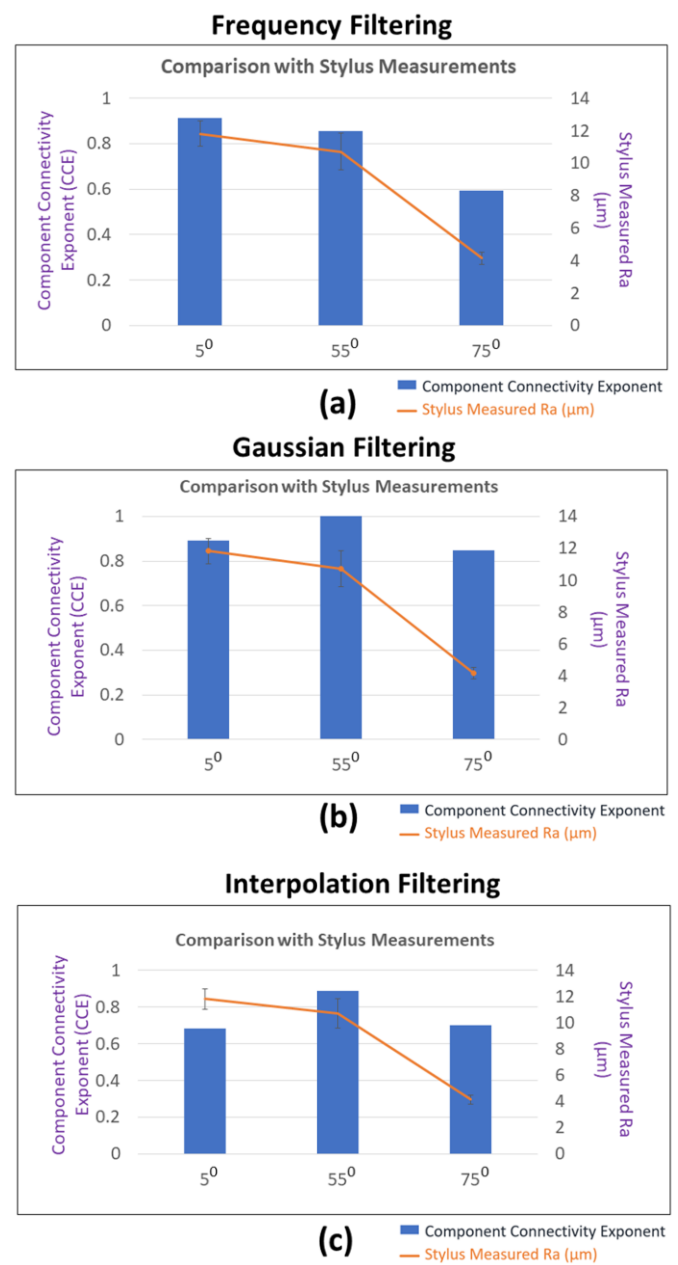 Frequency Filtering
Comparison with Stylus Measurements
Component Connectivity
Exponent (CCE)
1
0.8
0.6
0.4
0.2
0
14
12
10
8
6
4
2
0
Stylus Measured Ra
(µm)
5⁰
55⁰
75⁰
(a)
Component Connectivity Exponent
Stylus Measured Ra (µm)
Gaussian Filtering
Comparison with Stylus Measurements
Component Connectivity
Exponent (CCE)
1
0.8
0.6
0.4
0.2
0
14
12
10
8
6
4
2
0
Stylus Measured Ra
(µm)
5⁰
55⁰
75⁰
(b)
Component Connectivity Exponent
Stylus Measured Ra (µm)
Interpolation Filtering
Comparison with Stylus Measurements
Component Connectivity
Exponent (CCE)
1
0.8
0.6
0.4
0.2
0
14
12
10
8
6
4
2
0
Stylus Measured Ra
(µm)
5⁰
55⁰
75⁰
(c)
Component Connectivity Exponent
Stylus Measured Ra (µm)